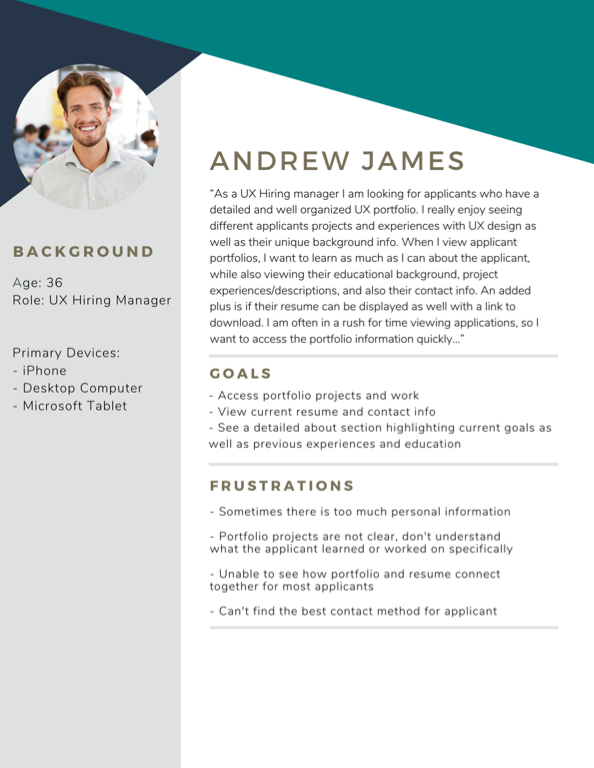 ANDREW JAMES
"As a UX Hiring manager I am looking for applicants who have a
detailed and well organized UX portfolio. I really enjoy seeing
different applicants projects and experiences with UX design as
well as their unique background info. When I view applicant
portfolios, I want to learn as much as I can about the applicant,
while also viewing their educational background, project
experiences/descriptions, and also their contact info. An added
plus is if their resume can be displayed as well with a link to
download. I am often in a rush for time viewing applications, so I
want to access the portfolio information quickly..."
BACKGROUND
Age: 36
Role: UX Hiring Manager
Primary Devices:
- iPhone
- Desktop Computer
- Microsoft Tablet
GOALS
- Access portfolio projects and work
- View current resume and contact info
- See a detailed about section highlighting current goals as
well as previous experiences and education
FRUSTRATIONS
- Sometimes there is too much personal information
- Portfolio projects are not clear, don't understand
what the applicant learned or worked on specifically
- Unable to see how portfolio and resume connect
together for most applicants
- Can't find the best contact method for applicant